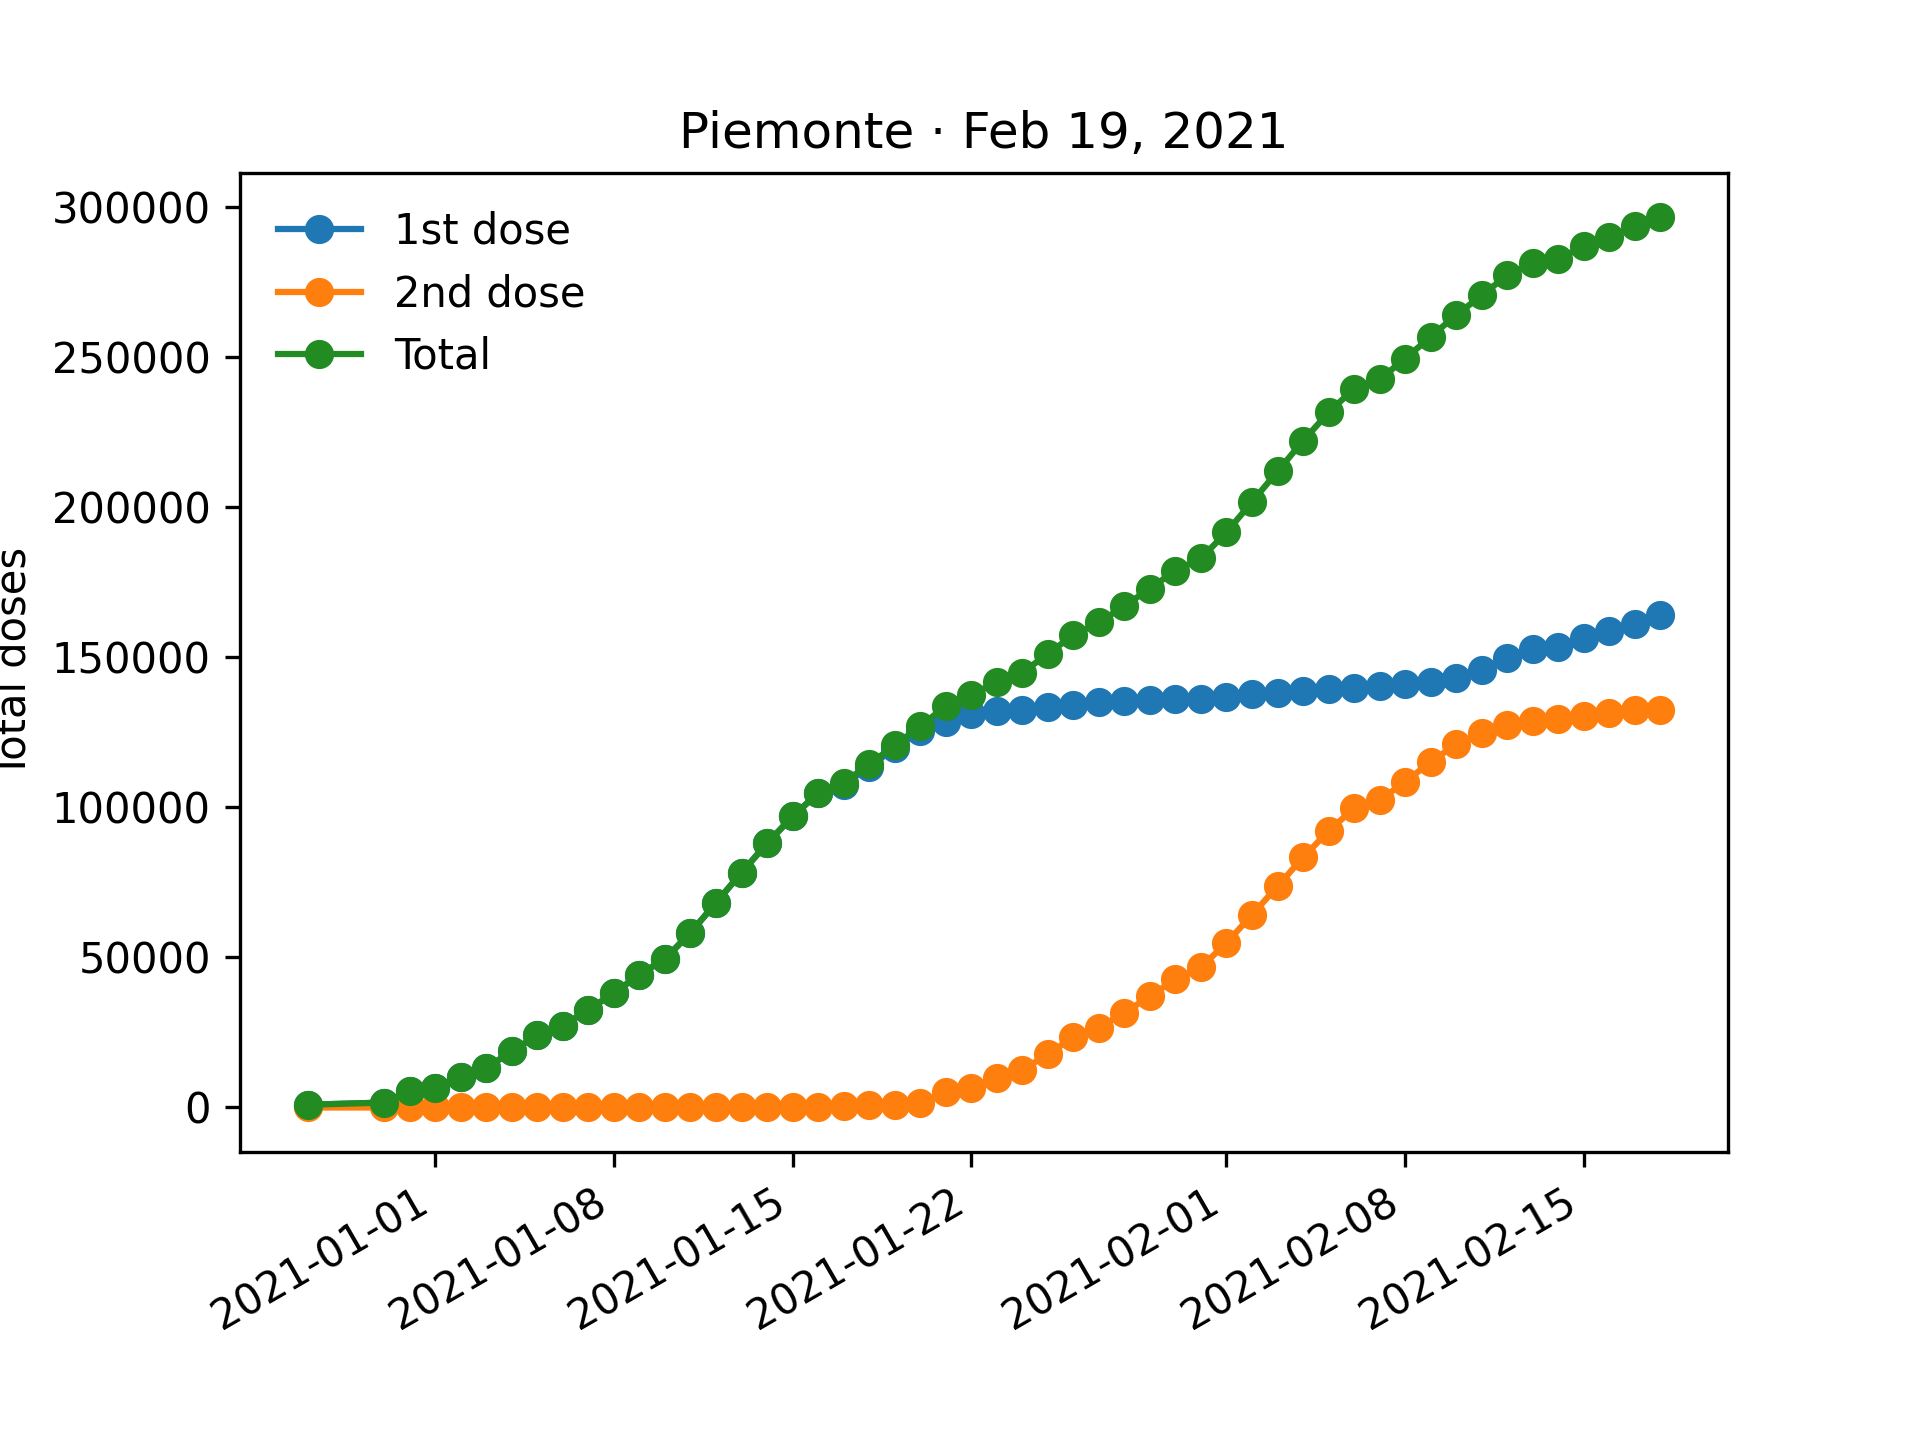 Piemonte · Feb 19, 2021
1st dose
2nd dose
Total
300000
250000
200000
150000
100000
50000
0
Total doses
2021-01-01
2021-01-08
2021-01-15
2021-01-22
2021-02-01
2021-02-08
2021-02-15